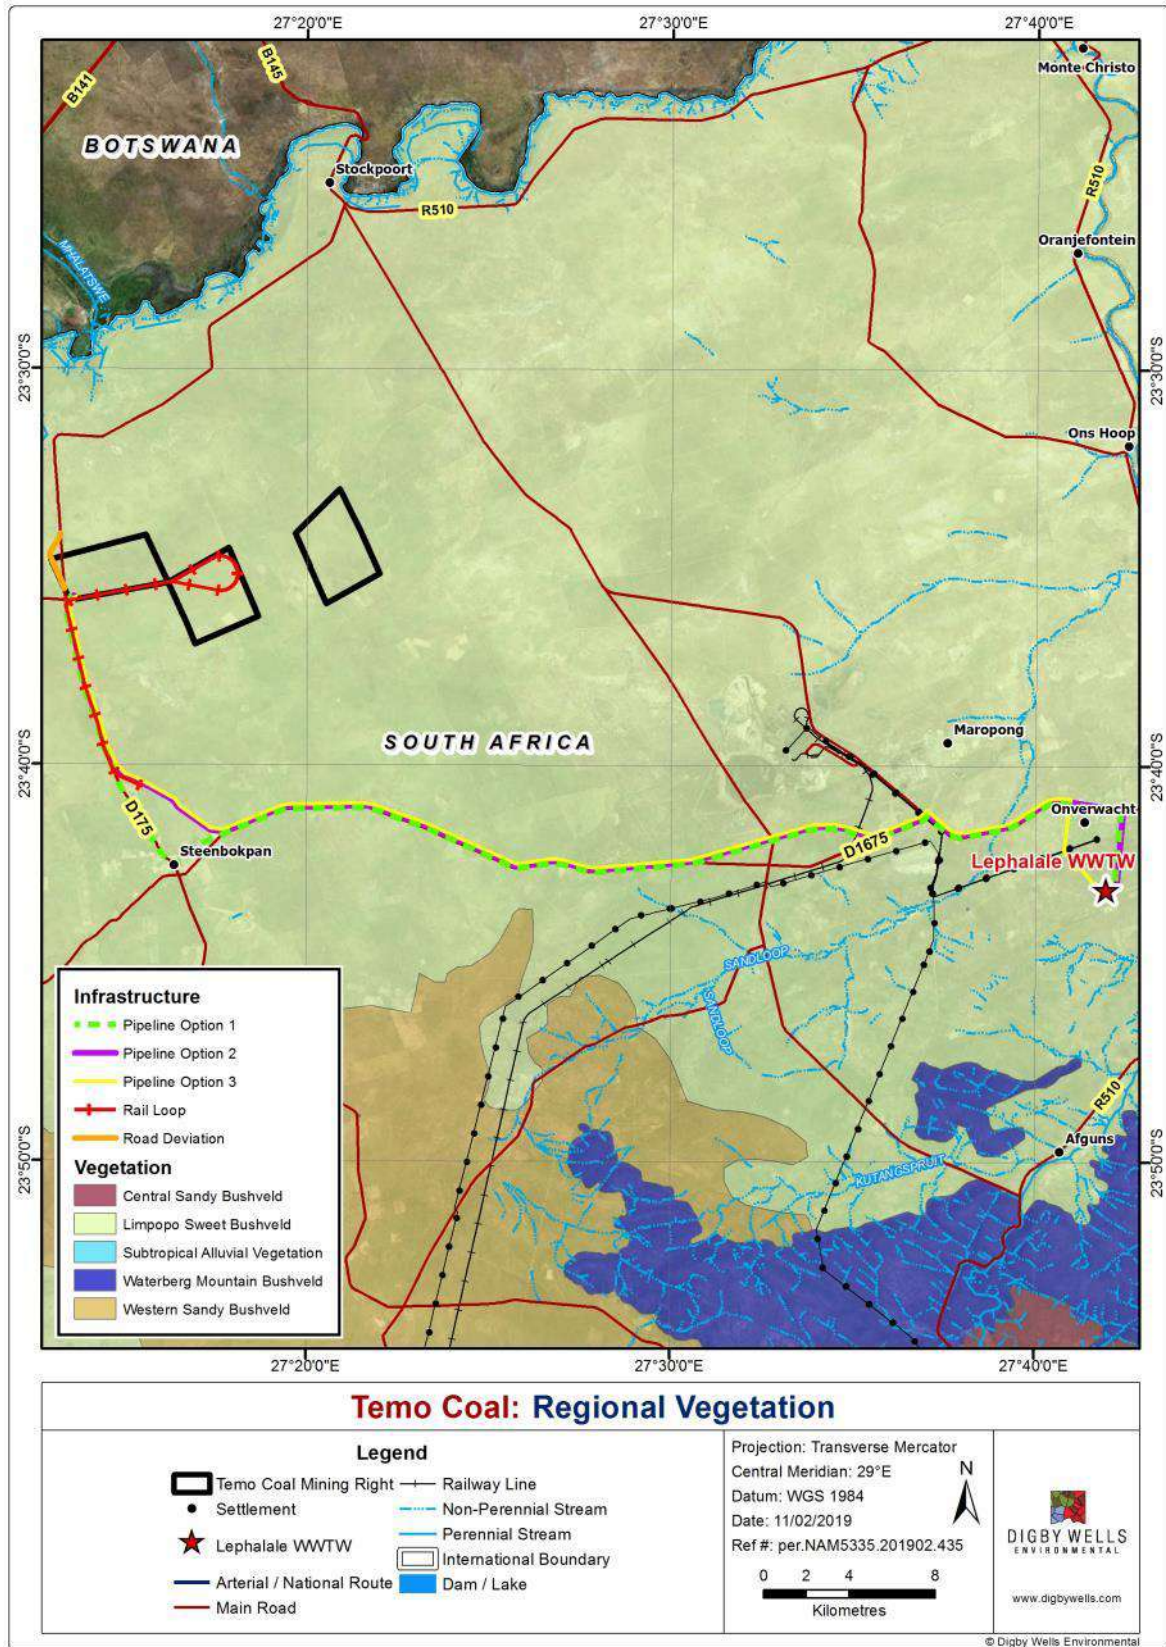 27°20'0"E
27°30'0"E
27°40'0"E
B141
B145
Monte Christo
BOTSWANA
Stockpoort
R510
R510
MHALATSWE
Oranjefontein
23°30'0"S
23°30'0"S
Ons Hoop
SOUTH AFRICA
Maropong
23°40'0"S
23°40'0"S
D175
Onverwacht
D1675
Steenbokpan
Lephalale WWTW
SANDLOOP
SANDLOOP
Infrastructure
Pipeline Option 1
Pipeline Option 2
Pipeline Option 3
Rail Loop
Road Deviation
Vegetation
Central Sandy Bushveld
Limpopo Sweet Bushveld
Subtropical Alluvial Vegetation
Waterberg Mountain Bushveld
Western Sandy Bushveld
R510
Afguns
KUTANGSPRUIT
23°50'0"S
23°50'0"S
27°20'0"E
27°30'0"E
27°40'0"E
Temo Coal: Regional Vegetation
Legend
Temo Coal Mining Right
Settlement
Lephalale WWTW
Arterial / National Route
Main Road
Railway Line
Non-Perennial Stream
Perennial Stream
International Boundary
Dam / Lake
Projection: Transverse Mercator
Central Meridian: 29°E
Datum: WGS 1984
Date: 11/02/2019
Ref #: per.NAM5335.201902.435
N
0 2 4 8
Kilometres
DIGBY WELLS
ENVIRONMENTAL
www.digbywells.com
© Digby Wells Environmental